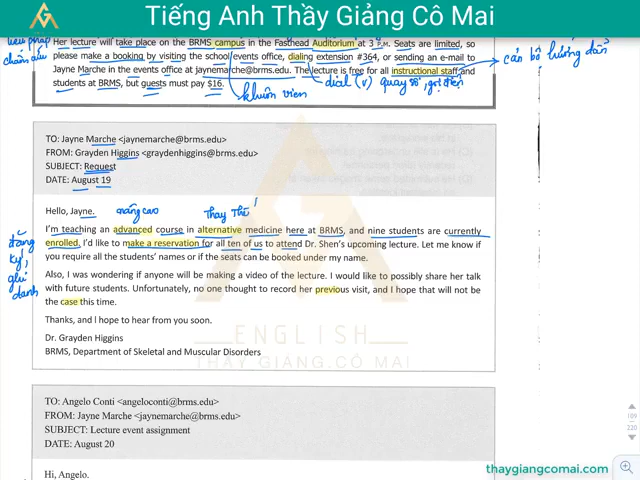 Tiếng Anh Thầy Giảng Cô Mai
Her lecture will take place on the BRMS campus in the Fasthead Auditorium at 3 P.M. Seats are limited, so
chấm cứu
please make a booking by visiting the school events office, dialing extension #364, or sending an e-mail to
cán bộ hướng dẫn
Jayne Marche in the events office at jaynemarche@brms.edu. The lecture is free for all instructional staff and
students at BRMS, but guests must pay $16.
dial (v) quay số, gọi điện
khuôn viên
TO: Jayne Marche <jaynemarche@brms.edu>
FROM: Grayden Higgins <graydenhiggins@brms.edu>
SUBJECT: Request
DATE: August 19
Hello, Jayne.
nâng cao
thay thế
I'm teaching an advanced course in alternative medicine here at BRMS, and nine students are currently
đăng
ký,
ghi
danh
enrolled. I'd like to make a reservation for all ten of us to attend Dr. Shen's upcoming lecture. Let me know if
you require all the students' names or if the seats can be booked under my name.
Also, I was wondering if anyone will be making a video of the lecture. I would like to possibly share her talk
with future students. Unfortunately, no one thought to record her previous visit, and I hope that will not be
the case this time.
Thanks, and I hope to hear from you soon.
Dr. Grayden Higgins
BRMS, Department of Skeletal and Muscular Disorders
ENGLISH
THẦY GIẢNG.CÔ MAI
TO: Angelo Conti <angeloconti@brms.edu>
FROM: Jayne Marche <jaynemarche@brms.edu>
SUBJECT: Lecture event assignment
DATE: August 20
Hi, Angelo.
109
220
thaygiangcomai.com